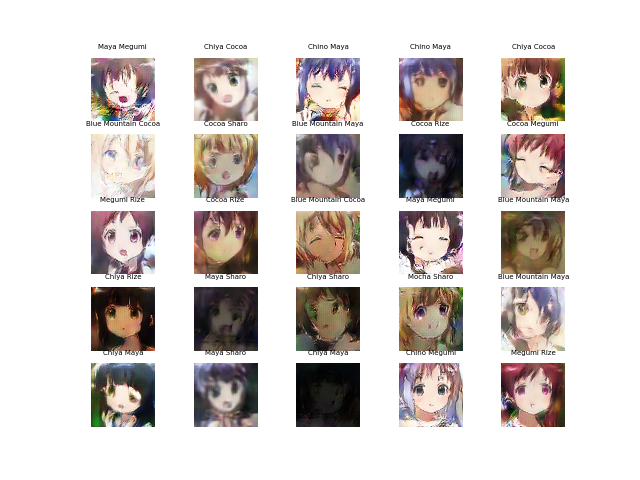 Maya Megumi
Chiya Cocoa
Chino Maya
Chino Maya
Chiya Cocoa
Blue Mountain Cocoa
Cocoa Sharo
Blue Mountain Maya
Cocoa Rize
Cocoa Megumi
Megumi Rize
Cocoa Rize
Blue Mountain Cocoa
Maya Megumi
Blue Mountain Maya
Chiya Rize
Maya Sharo
Chiya Sharo
Mocha Sharo
Blue Mountain Maya
Chiya Maya
Maya Sharo
Chiya Maya
Chino Megumi
Megumi Rize